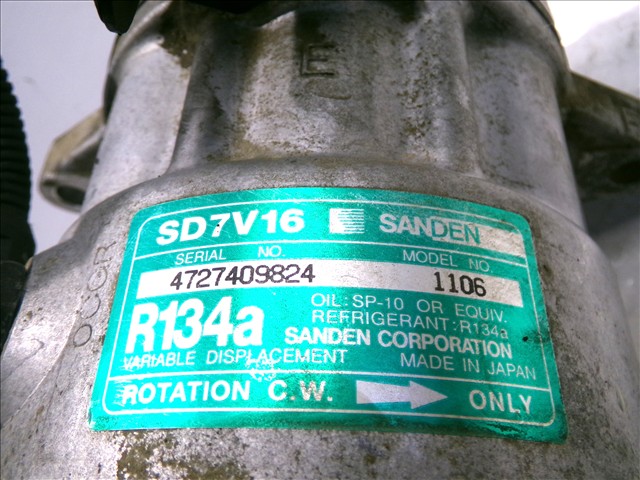 E
SD7V16 SANDEN
SERIAL NO. MODEL NO.
4727409824 1106
R134a
OIL: SP-10 OR EQUIV.
REFRIGERANT: R134a
SANDEN CORPORATION
VARIABLE DISPLACEMENT MADE IN JAPAN
ROTATION C.W. ONLY